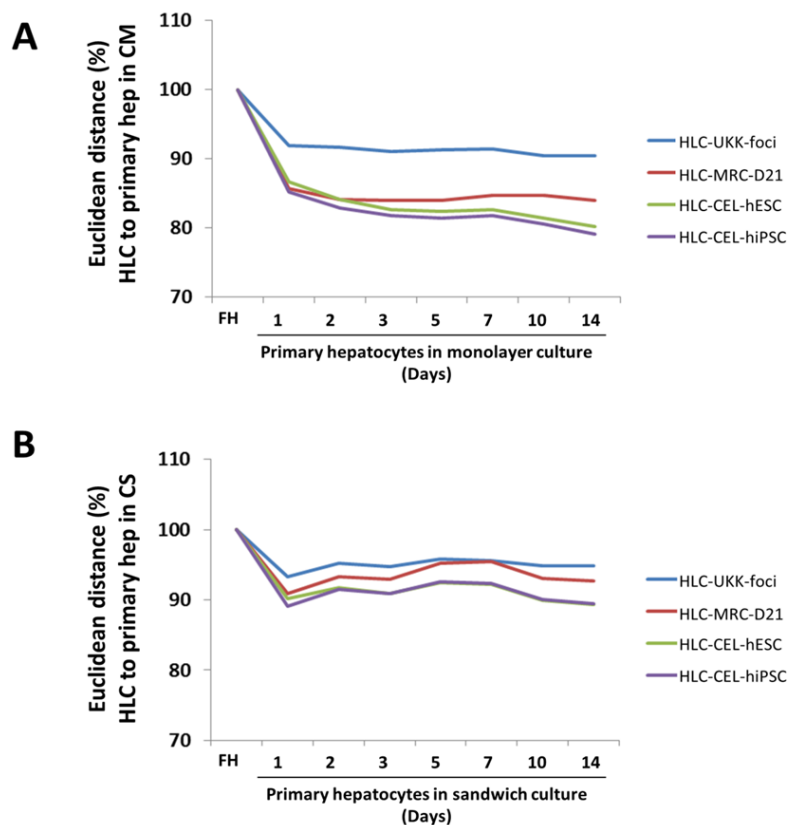 A
Euclidean distance (%)
HLC to primary hep in CM
110
100
90
80
70
FH
1 2 3 5 7 10 14
Primary hepatocytes in monolayer culture
(Days)
HLC-UKK-foci
HLC-MRC-D21
HLC-CEL-hESC
HLC-CEL-hiPSC
B
Euclidean distance (%)
HLC to primary hep in CS
110
100
90
80
70
FH
1 2 3 5 7 10 14
Primary hepatocytes in sandwich culture
(Days)
HLC-UKK-foci
HLC-MRC-D21
HLC-CEL-hESC
HLC-CEL-hiPSC